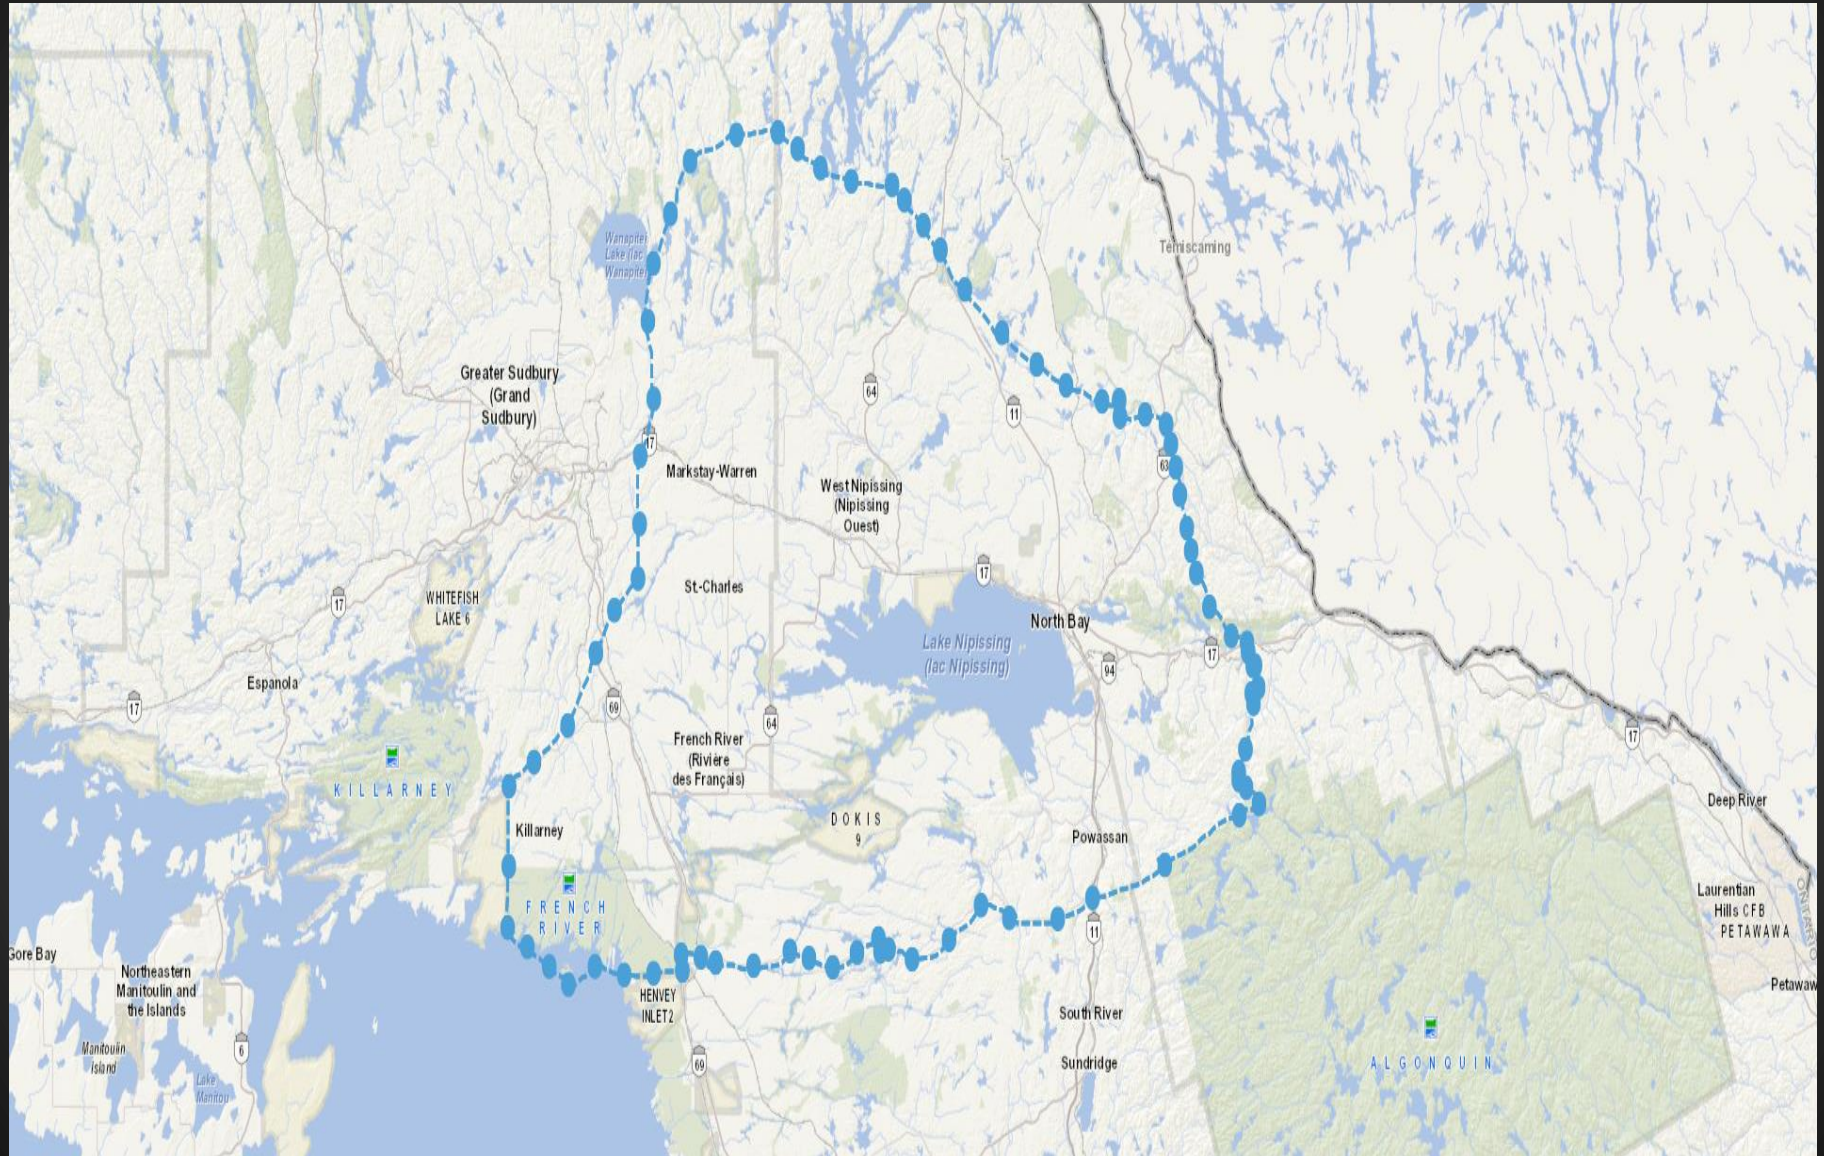 Wanapitei
Lake (lac
Wanapitei
Temiscaming
Greater Sudbury
(Grand
Sudbury)
64
11
17
63
Markstay-Warren
West Nipissing
(Nipissing
Ouest)
17
St-Charles
17
WHITEFISH
LAKE 6
North Bay
Lake Nipissing
(lac Nipissing)
17
94
Espanola
17
69
64
17
French River
(Rivière
des Français)
KILLARNEY
Deep River
Killarney
DOKIS
9
Powassan
FRENCH
RIVER
Laurentian
Hills CFB
PETAWAWA
ONTARIO
11
Gore Bay
Northeastern
Manitoulin and
the Islands
HENVEY
INLET 2
Petawaw
South River
6
Manitoulin
island
69
Sundridge
ALGONQUIN
Lake
Manitou